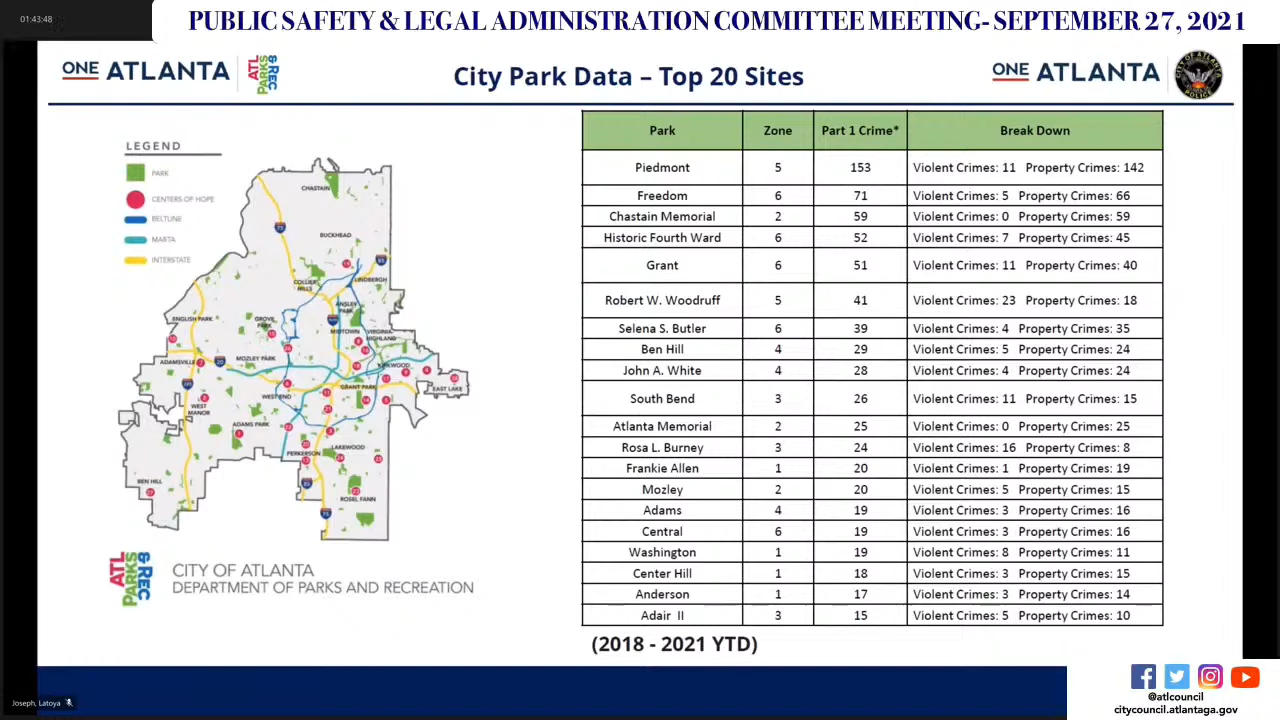 01:43:48
PUBLIC SAFETY & LEGAL ADMINISTRATION COMMITTEE MEETING- SEPTEMBER 27, 2021
ONE ATLANTA
ATL PARKS & REC
City Park Data – Top 20 Sites
ONE ATLANTA
LEGEND
PARK
CENTERS OF HOPE
BELTLINE
MARTA
INTERSTATE
CHASTAIN
BUCKHEAD
COLLIER HILLS
LINDBERGH
ANSLEY PARK
ENGLISH PARK
GROVE PARK
MIDTOWN
VIRGINIA HIGHLAND
ADAMSVILLE
MOZLEY PARK
KIRKWOOD
EAST LAKE
WEST MANOR
WEST END
GRANT PARK
ADAMS PARK
PERKERSON
LAKEWOOD
BEN HILL
ATL PARKS & REC
CITY OF ATLANTA
DEPARTMENT OF PARKS AND RECREATION
Park Zone Part 1 Crime* Break Down
Piedmont 5 153 Violent Crimes: 11 Property Crimes: 142
Freedom 6 71 Violent Crimes: 5 Property Crimes: 66
Chastain Memorial 2 59 Violent Crimes: 0 Property Crimes: 59
Historic Fourth Ward 6 52 Violent Crimes: 7 Property Crimes: 45
Grant 6 51 Violent Crimes: 11 Property Crimes: 40
Robert W. Woodruff 5 41 Violent Crimes: 23 Property Crimes: 18
Selena S. Butler 6 39 Violent Crimes: 4 Property Crimes: 35
Ben Hill 4 29 Violent Crimes: 5 Property Crimes: 24
John A. White 4 28 Violent Crimes: 4 Property Crimes: 24
South Bend 3 26 Violent Crimes: 11 Property Crimes: 15
Atlanta Memorial 2 25 Violent Crimes: 0 Property Crimes: 25
Rosa L. Burney 3 24 Violent Crimes: 16 Property Crimes: 8
Frankie Allen 1 20 Violent Crimes: 1 Property Crimes: 19
Mozley 2 20 Violent Crimes: 5 Property Crimes: 15
Adams 4 19 Violent Crimes: 3 Property Crimes: 16
Central 6 19 Violent Crimes: 3 Property Crimes: 16
Washington 1 19 Violent Crimes: 8 Property Crimes: 11
Center Hill 1 18 Violent Crimes: 3 Property Crimes: 15
Anderson 1 17 Violent Crimes: 3 Property Crimes: 14
Adair II 3 15 Violent Crimes: 5 Property Crimes: 10
(2018 - 2021 YTD)
Joseph, Latoya
@atlcouncil
citycouncil.atlantaga.gov